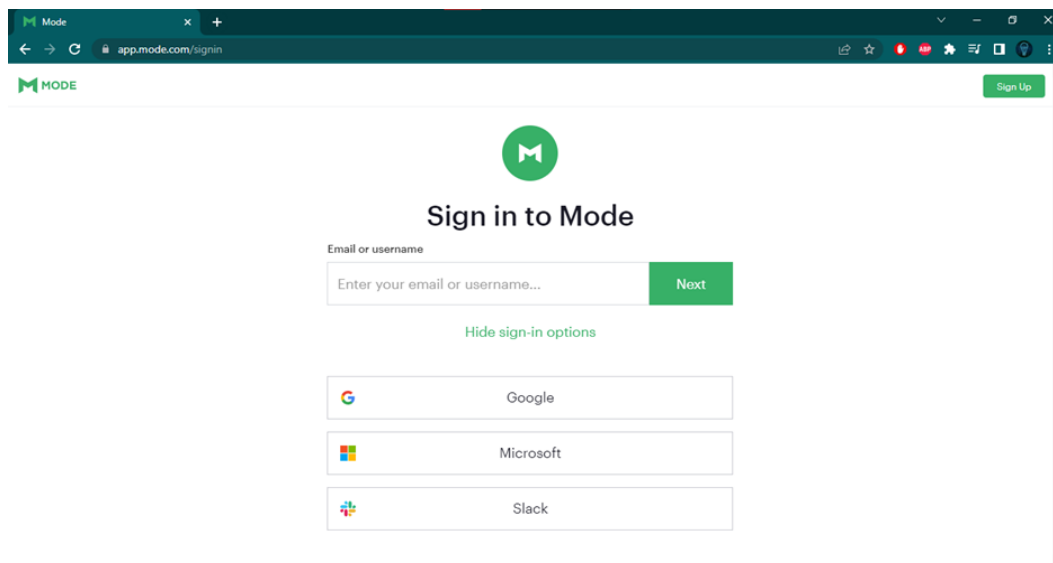 Mode
app.mode.com/signin
ABP
MODE
Sign Up
Sign in to Mode
Email or username
Enter your email or username...
Next
Hide sign-in options
Google
Microsoft
Slack